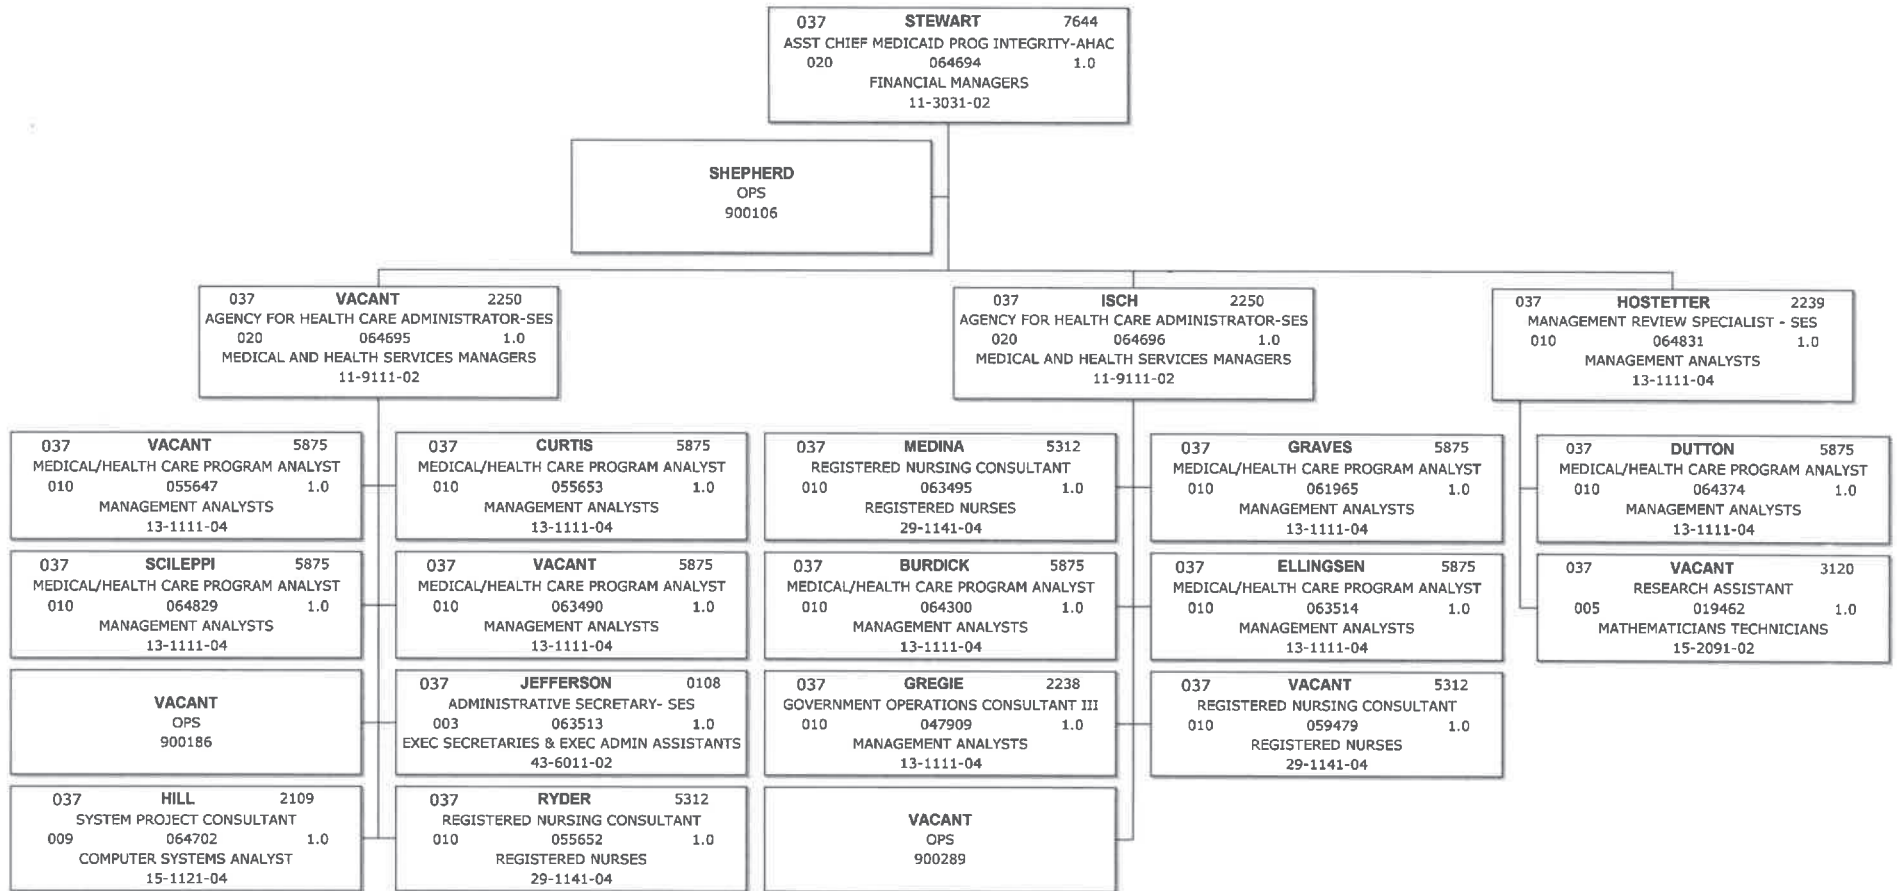 037 STEWART 7644
ASST CHIEF MEDICAID PROG INTEGRITY-AHAC
020 064694 1.0
FINANCIAL MANAGERS
11-3031-02
SHEPHERD
OPS
900106
037 VACANT 2250
AGENCY FOR HEALTH CARE ADMINISTRATOR-SES
020 064695 1.0
MEDICAL AND HEALTH SERVICES MANAGERS
11-9111-02
037 ISCH 2250
AGENCY FOR HEALTH CARE ADMINISTRATOR-SES
020 064696 1.0
MEDICAL AND HEALTH SERVICES MANAGERS
11-9111-02
037 HOSTETTER 2239
MANAGEMENT REVIEW SPECIALIST - SES
010 064831 1.0
MANAGEMENT ANALYSTS
13-1111-04
037 VACANT 5875
MEDICAL/HEALTH CARE PROGRAM ANALYST
010 055647 1.0
MANAGEMENT ANALYSTS
13-1111-04
037 CURTIS 5875
MEDICAL/HEALTH CARE PROGRAM ANALYST
010 055653 1.0
MANAGEMENT ANALYSTS
13-1111-04
037 MEDINA 5312
REGISTERED NURSING CONSULTANT
010 063495 1.0
REGISTERED NURSES
29-1141-04
037 GRAVES 5875
MEDICAL/HEALTH CARE PROGRAM ANALYST
010 061965 1.0
MANAGEMENT ANALYSTS
13-1111-04
037 DUTTON 5875
MEDICAL/HEALTH CARE PROGRAM ANALYST
010 064374 1.0
MANAGEMENT ANALYSTS
13-1111-04
037 SCILEPPI 5875
MEDICAL/HEALTH CARE PROGRAM ANALYST
010 064829 1.0
MANAGEMENT ANALYSTS
13-1111-04
037 VACANT 5875
MEDICAL/HEALTH CARE PROGRAM ANALYST
010 063490 1.0
MANAGEMENT ANALYSTS
13-1111-04
037 BURDICK 5875
MEDICAL/HEALTH CARE PROGRAM ANALYST
010 064300 1.0
MANAGEMENT ANALYSTS
13-1111-04
037 ELLINGSEN 5875
MEDICAL/HEALTH CARE PROGRAM ANALYST
010 063514 1.0
MANAGEMENT ANALYSTS
13-1111-04
037 VACANT 3120
RESEARCH ASSISTANT
005 019462 1.0
MATHEMATICIANS TECHNICIANS
15-2091-02
VACANT
OPS
900186
037 JEFFERSON 0108
ADMINISTRATIVE SECRETARY- SES
003 063513 1.0
EXEC SECRETARIES & EXEC ADMIN ASSISTANTS
43-6011-02
037 GREGIE 2238
GOVERNMENT OPERATIONS CONSULTANT III
010 047909 1.0
MANAGEMENT ANALYSTS
13-1111-04
037 VACANT 5312
REGISTERED NURSING CONSULTANT
010 059479 1.0
REGISTERED NURSES
29-1141-04
037 HILL 2109
SYSTEM PROJECT CONSULTANT
009 064702 1.0
COMPUTER SYSTEMS ANALYST
15-1121-04
037 RYDER 5312
REGISTERED NURSING CONSULTANT
010 055652 1.0
REGISTERED NURSES
29-1141-04
VACANT
OPS
900289